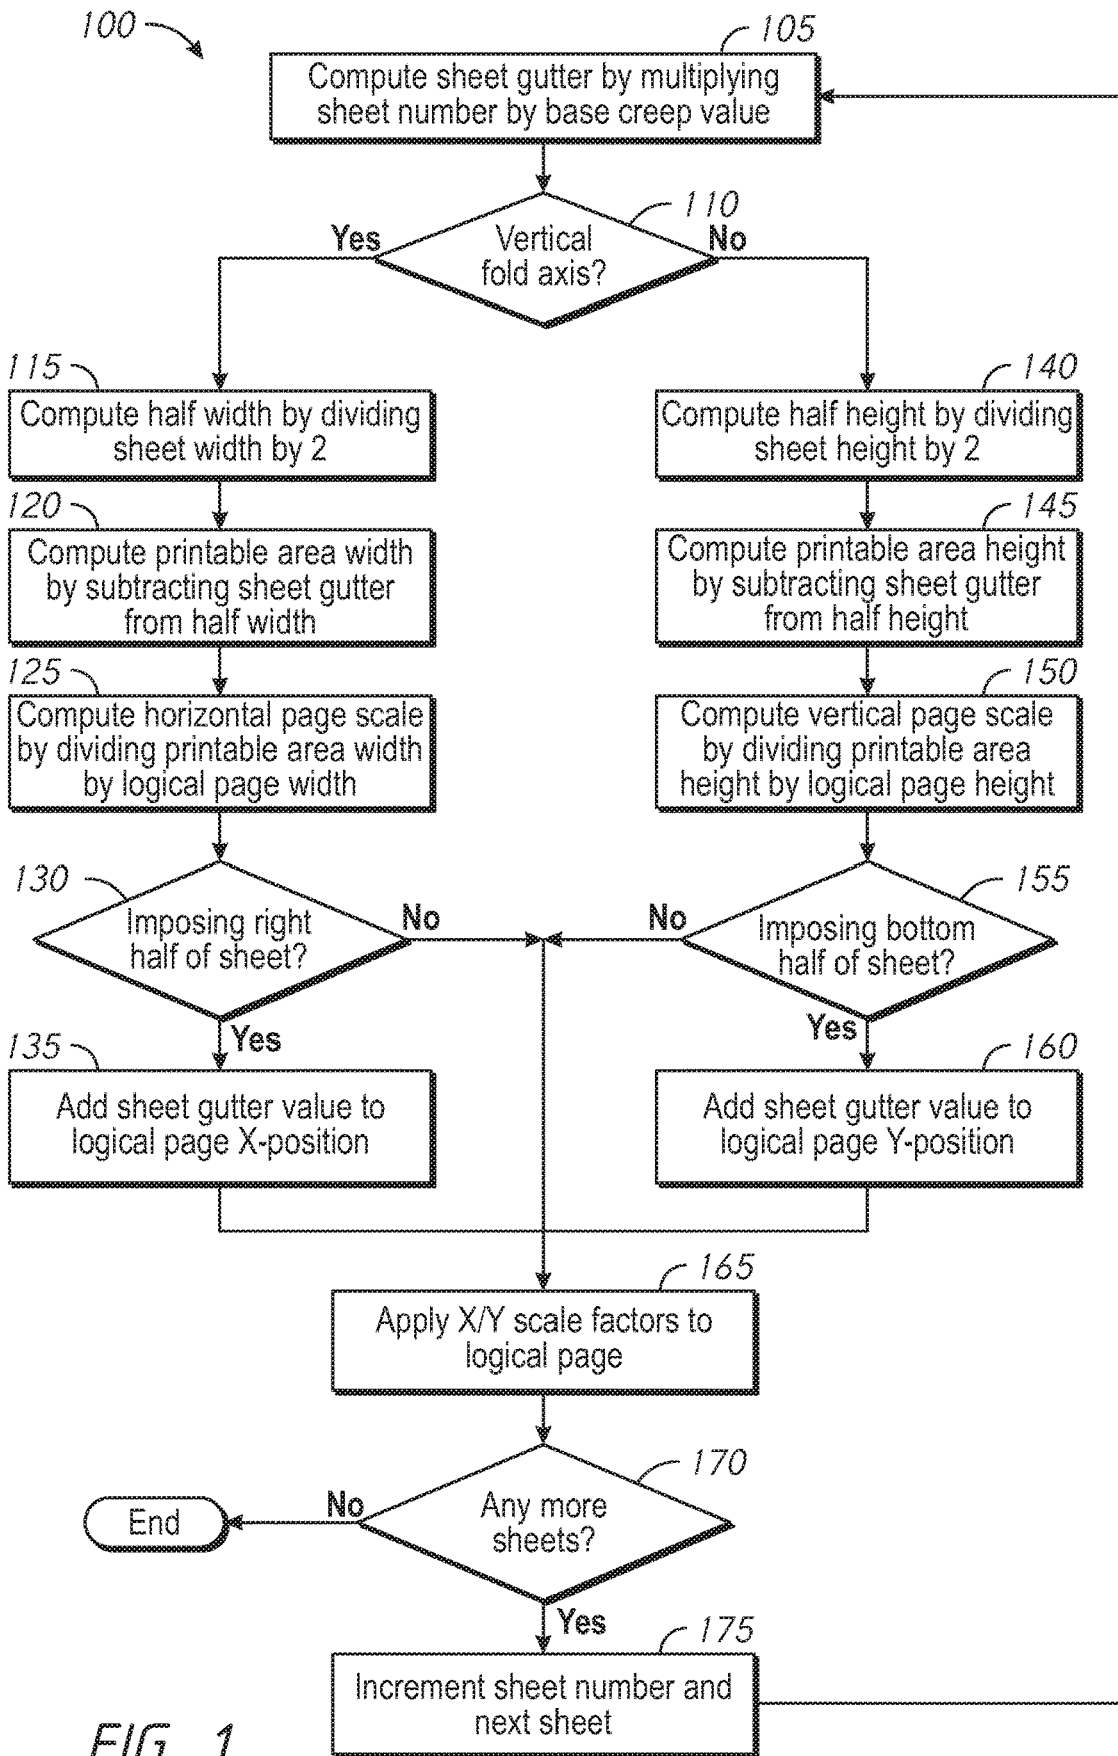 100
105
Compute sheet gutter by multiplying
sheet number by base creep value
110
Yes
Vertical
fold axis?
No
115
Compute half width by dividing
sheet width by 2
140
Compute half height by dividing
sheet height by 2
120
Compute printable area width
by subtracting sheet gutter
from half width
145
Compute printable area height
by subtracting sheet gutter
from half height
125
Compute horizontal page scale
by dividing printable area width
by logical page width
150
Compute vertical page scale
by dividing printable area
height by logical page height
130
Imposing right
half of sheet?
No
Yes
155
No
Imposing bottom
half of sheet?
Yes
135
Add sheet gutter value to
logical page X-position
160
Add sheet gutter value to
logical page Y-position
165
Apply X/Y scale factors to
logical page
170
Any more
sheets?
No
End
Yes
175
Increment sheet number and
next sheet
FIG. 1